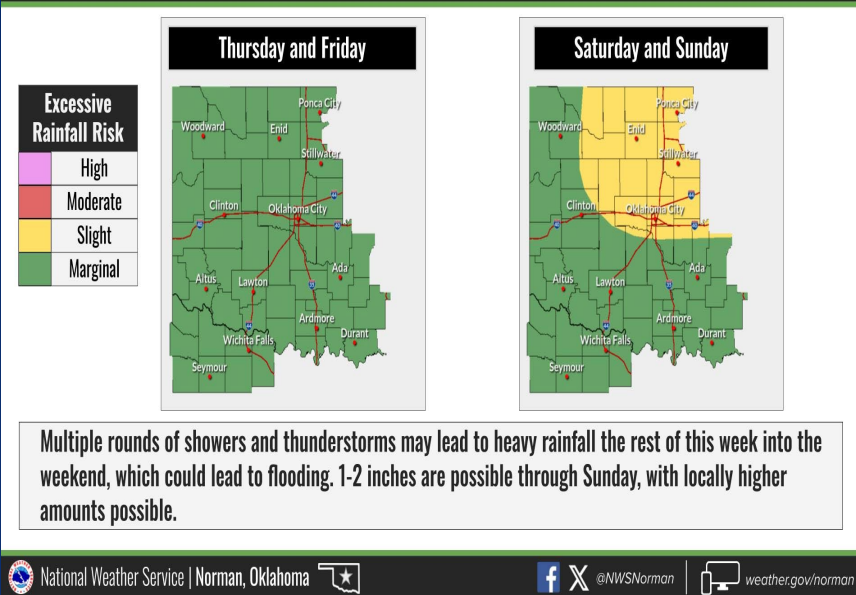 Thursday and Friday
Saturday and Sunday
Excessive
Rainfall Risk
High
Moderate
Slight
Marginal
Ponca City
Woodward
Enid
Stillwater
Clinton
Oklahoma City
Altus
Lawton
Ada
Ardmore
Wichita Falls
Durant
Seymour
Ponca City
Woodward
Enid
Stillwater
Clinton
Oklahoma City
Altus
Lawton
Ada
Ardmore
Wichita Falls
Durant
Seymour
Multiple rounds of showers and thunderstorms may lead to heavy rainfall the rest of this week into the
weekend, which could lead to flooding. 1-2 inches are possible through Sunday, with locally higher
amounts possible.
National Weather Service | Norman, Oklahoma
@NWSNorman
weather.gov/norman